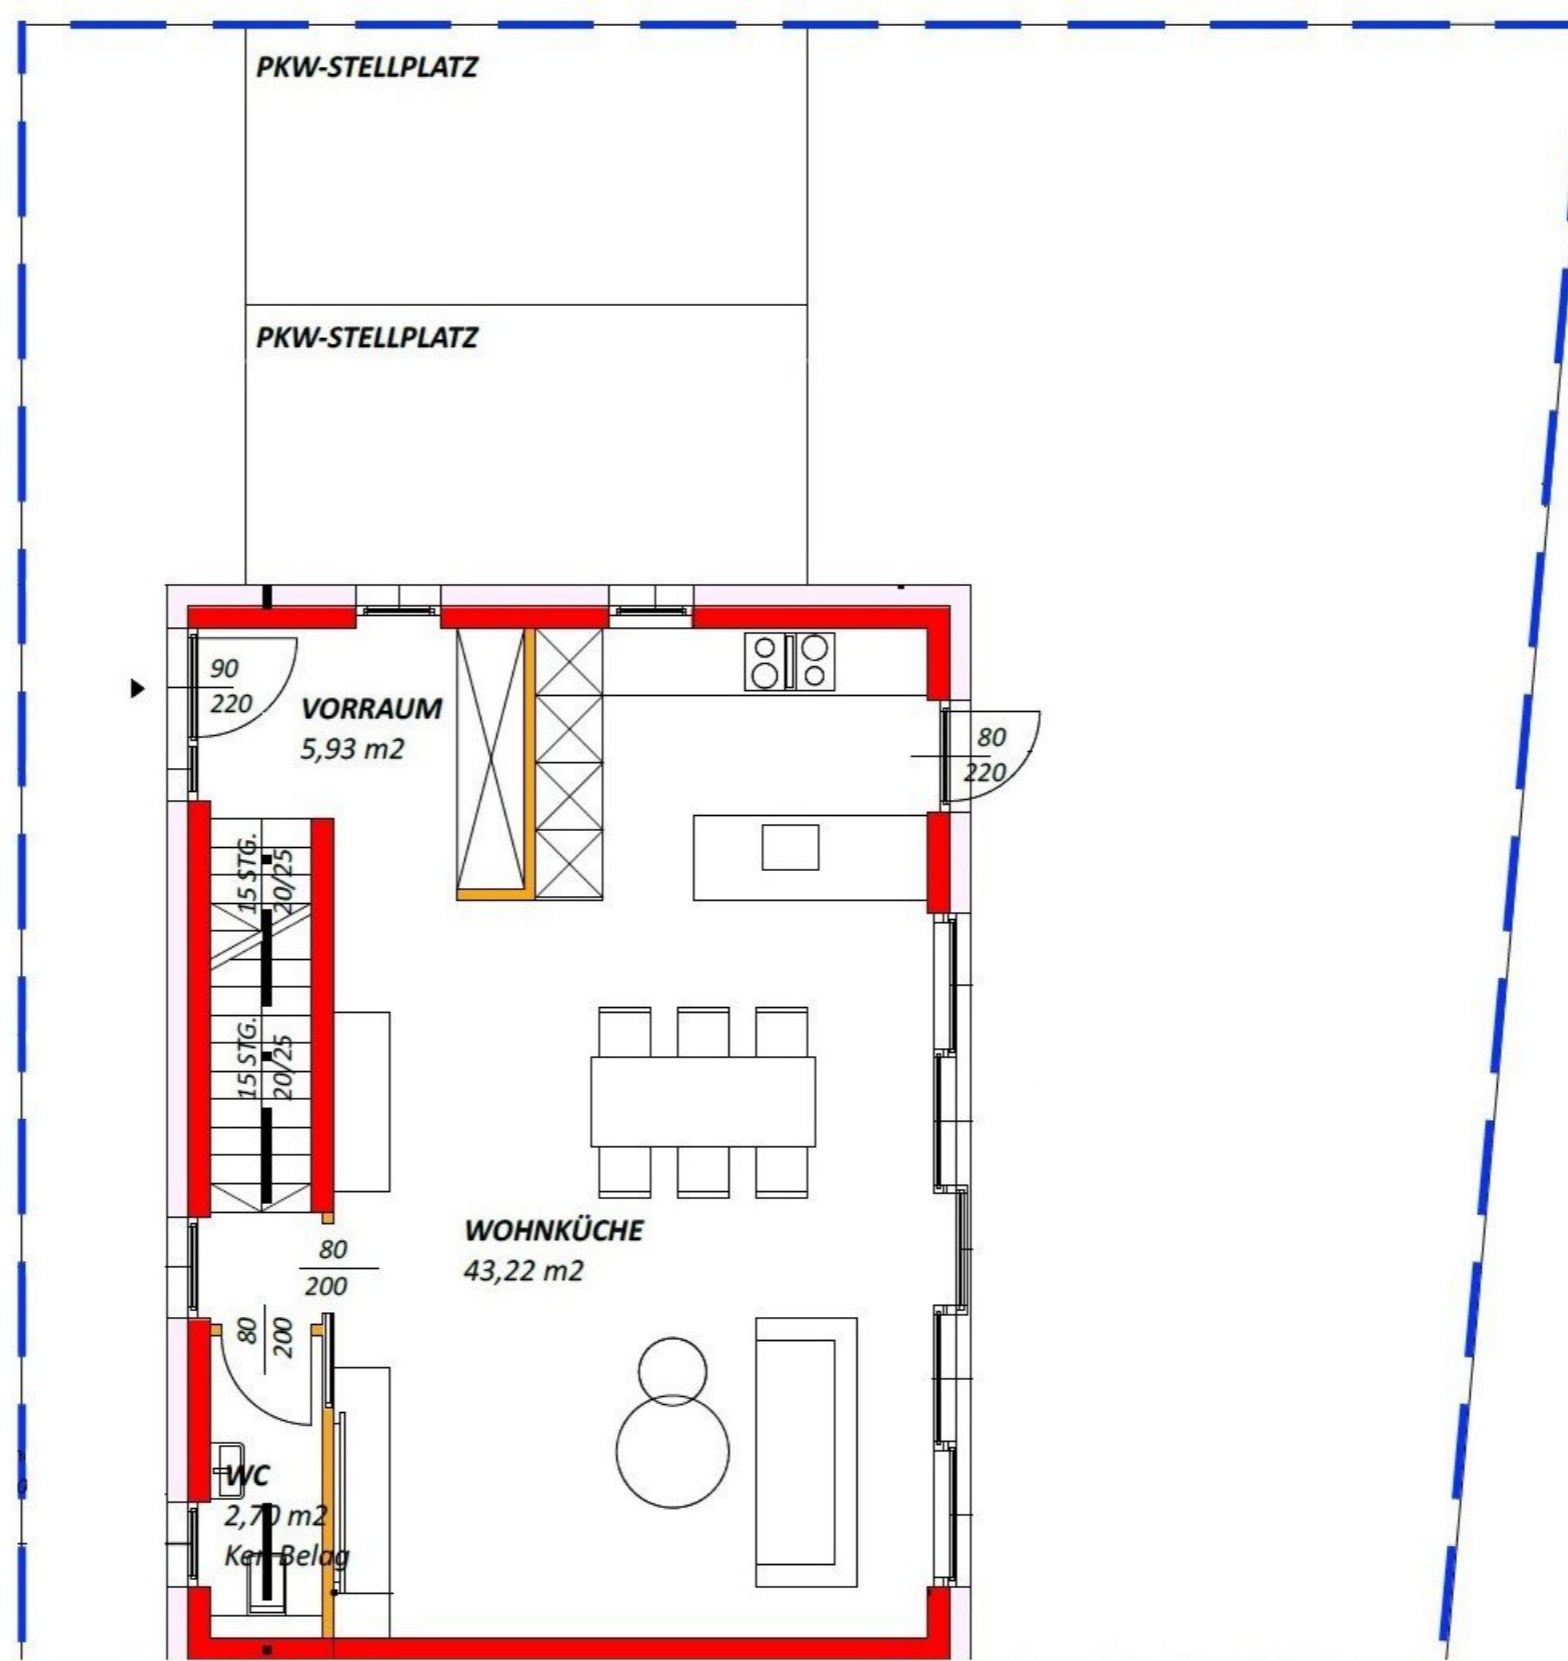 PKW-STELLPLATZ
PKW-STELLPLATZ
90
220
VORRAUM
5,93 m2
80
220
15 STG.
20/25
15 STG.
20/25
WOHNKÜCHE
43,22 m2
80
200
80
200
WC
2,70 m2
Ker. Belag